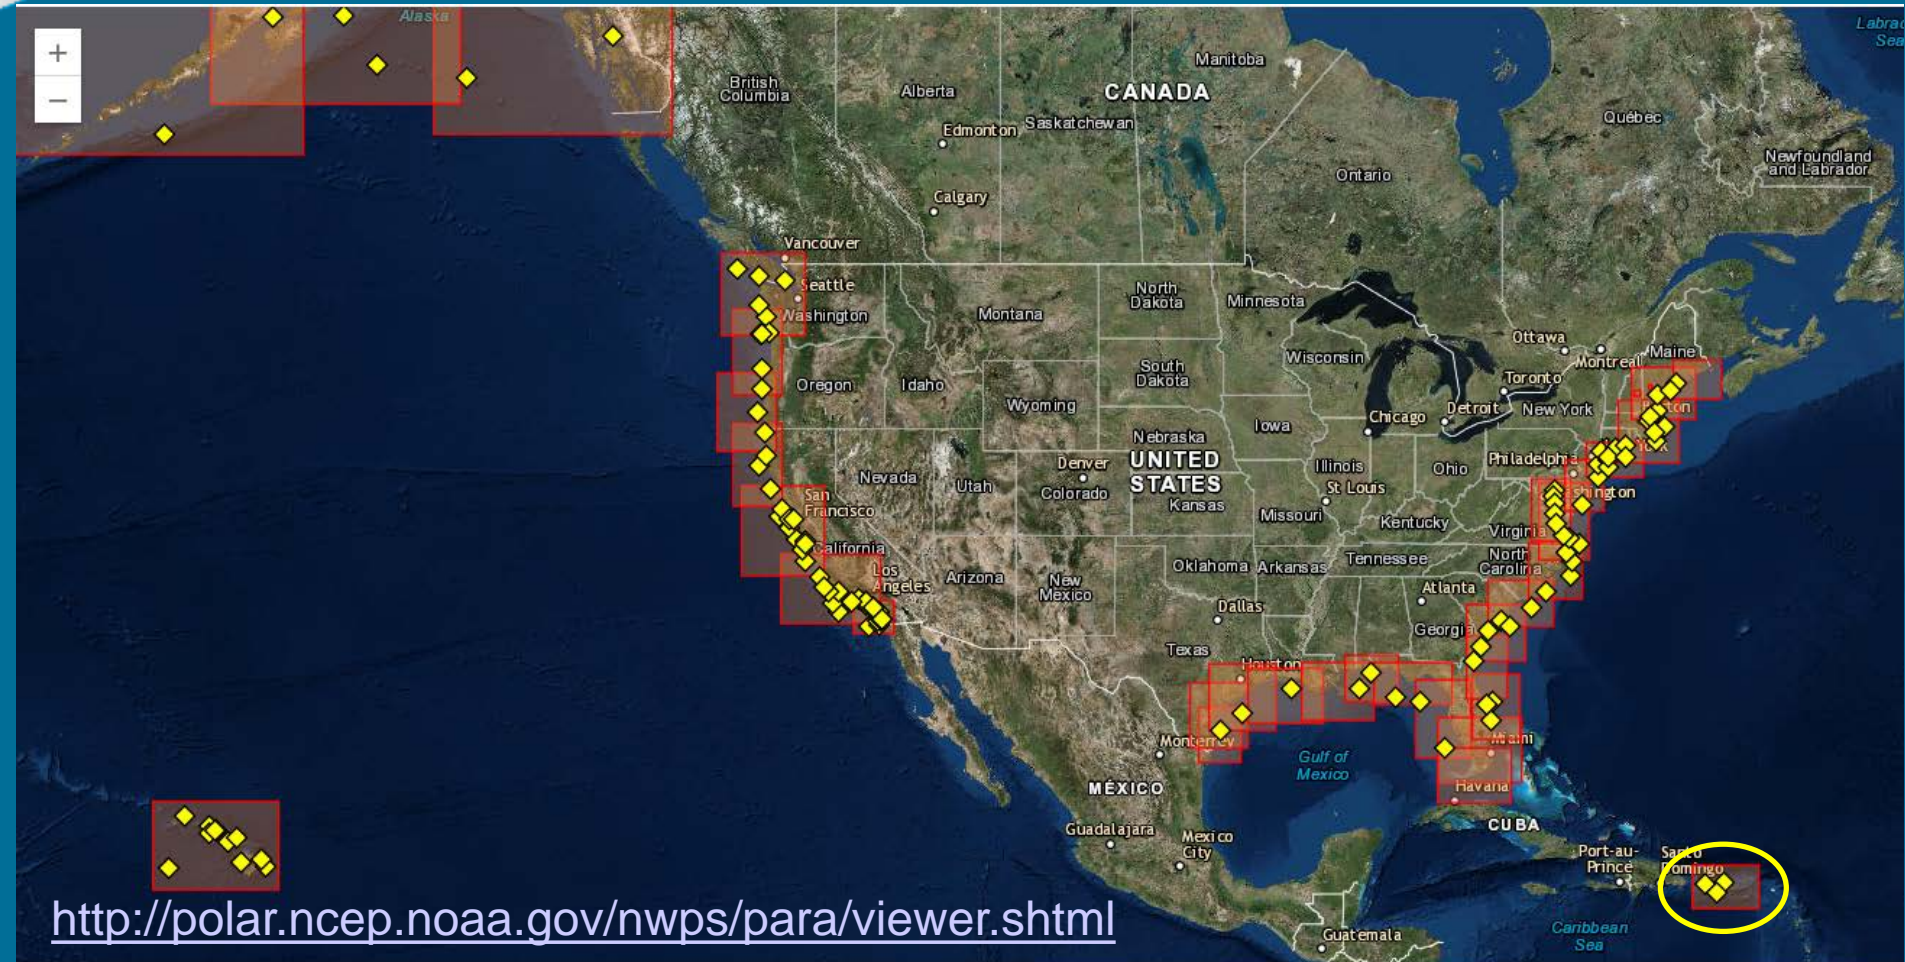 Alaska
Labrad
Sea
+
−
Manitoba
British
Columbia
Alberta
CANADA
Edmonton
Saskatchewan
Québec
Newfoundland
and Labrador
Ontario
Calgary
Vancouver
Seattle
Washington
North
Dakota
Minnesota
Montana
Ottawa
Montreal
Maine
Wisconsin
South
Dakota
Toronto
Oregon
Idaho
Wyoming
Chicago
Detroit
New York
Iowa
Nebraska
Denver
UNITED
STATES
Illinois
Ohio
Philadelphia
Nevada
Utah
Colorado
Kansas
St Louis
San
Francisco
Missouri
Kentucky
Virginia
California
Tennessee
North
Carolina
Los
Angeles
Arizona
New
Mexico
Oklahoma
Arkansas
Atlanta
Dallas
Georgia
Texas
Houston
Monterrey
Miami
Gulf of
Mexico
MÉXICO
Havana
CUBA
Guadalajara
Mexico
City
Port-au-
Prince
Santo
Domingo
http://polar.ncep.noaa.gov/nwps/para/viewer.shtml
Guatemala
Caribbean
Sea